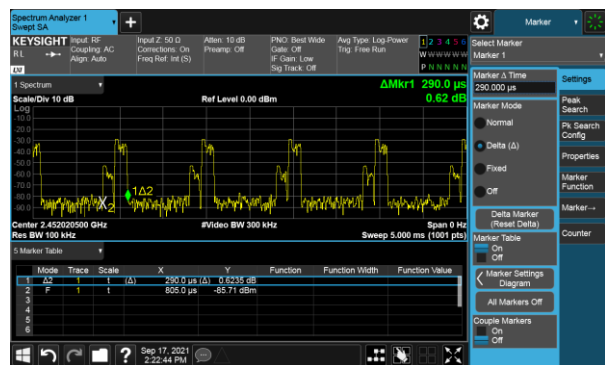 Spectrum Analyzer 1
Swept SA
Marker
KEYSIGHT Input: RF Input Z: 50 Ω Atten: 10 dB PNO: Best Wide Avg Type: Log-Power 1 2 3 4 5 6
RL Coupling: AC Corrections: On Preamp: Off Gate: Off Trig: Free Run W W W W W W
Align: Auto Freq Ref: Int (S) IF Gain: Low P N N N N N
Sig Track: Off
Select Marker
Marker 1
1 Spectrum
ΔMkr1 290.0 µs
Scale/Div 10 dB Ref Level 0.00 dBm 0.62 dB
Log
-10.0
-20.0
-30.0
-40.0
-50.0
-60.0
-70.0
-80.0
-90.0
1Δ2
X2
Center 2.452020500 GHz #Video BW 300 kHz Span 0 Hz
Res BW 100 kHz Sweep 5.000 ms (1001 pts)
5 Marker Table
Mode Trace Scale X Y Function Function Width Function Value
1 Δ2 1 t (Δ) 290.0 µs (Δ) 0.6235 dB
2 F 1 t 805.0 µs -85.71 dBm
3
4
5
6
Marker Δ Time
290.000 µs
Marker Mode
Normal
Delta (Δ)
Fixed
Off
Delta Marker
(Reset Delta)
Marker Table
On
Off
Marker Settings
Diagram
All Markers Off
Couple Markers
On
Off
Settings
Peak
Search
Pk Search
Config
Properties
Marker
Function
Marker→
Counter
? Sep 17, 2021
2:22:44 PM